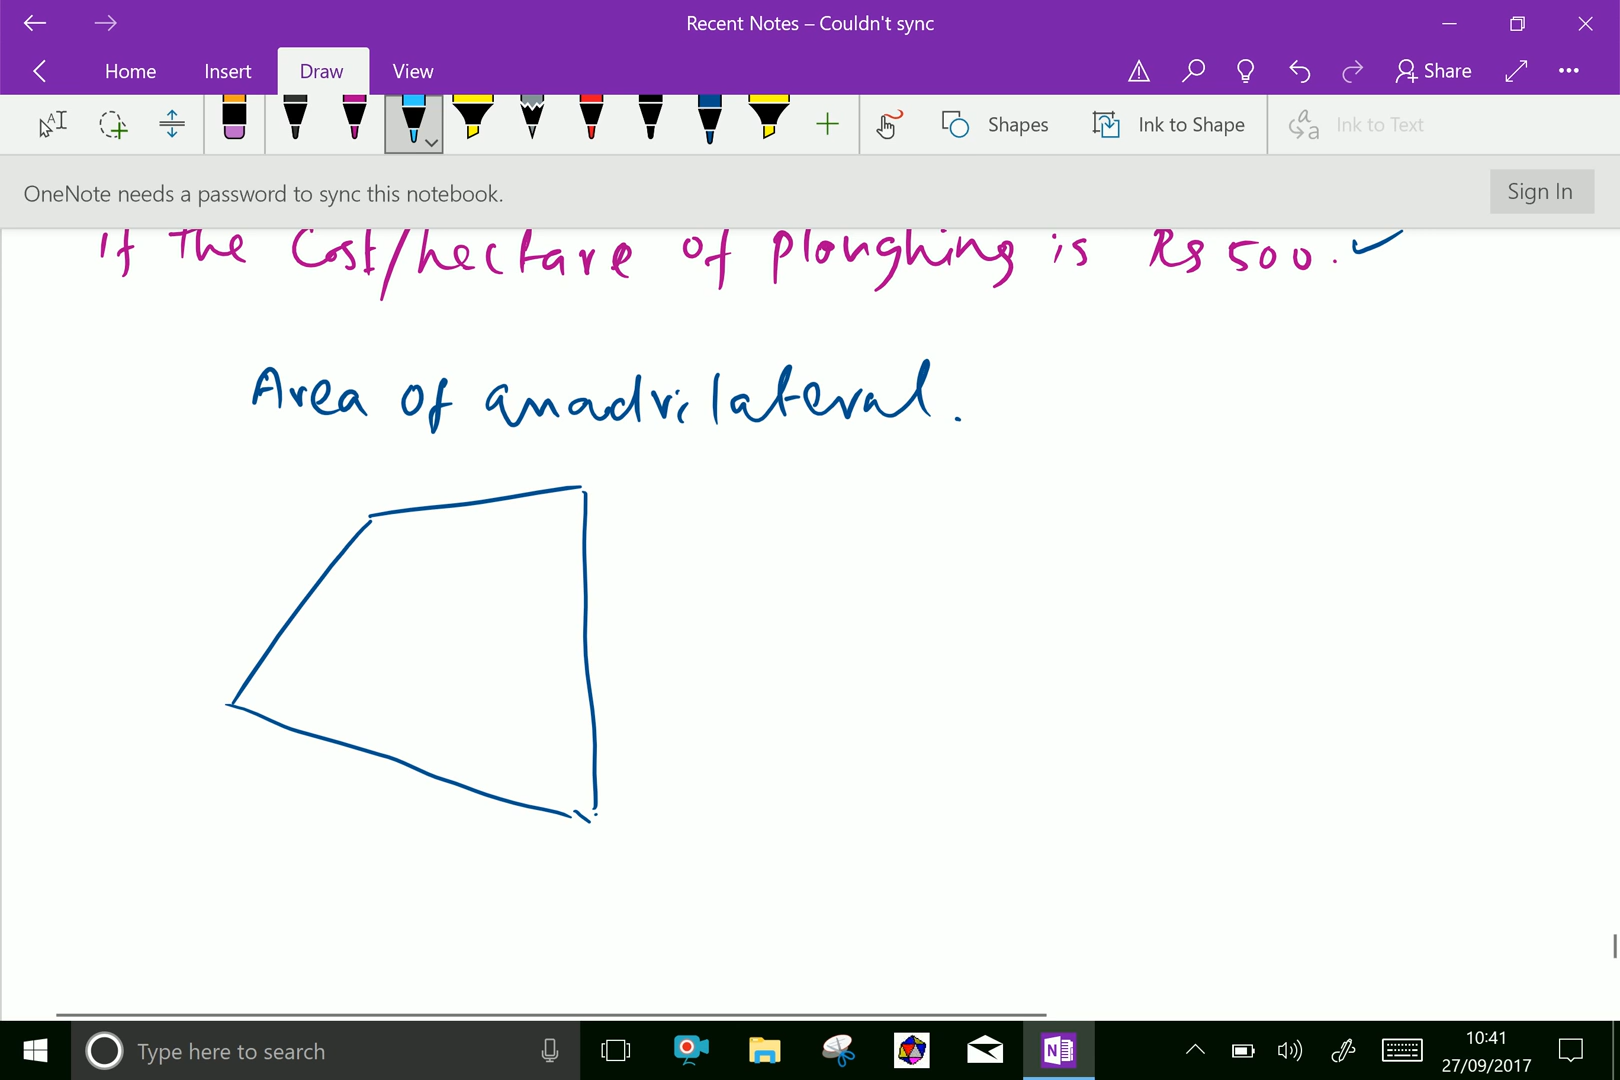 Recent Notes – Couldn't sync
Home Insert Draw View Share
Shapes Ink to Shape Ink to Text
OneNote needs a password to sync this notebook. Sign In
If the Cost/hectare of ploughing is Rs 500.
Area of quadrilateral.
Type here to search
10:41
27/09/2017